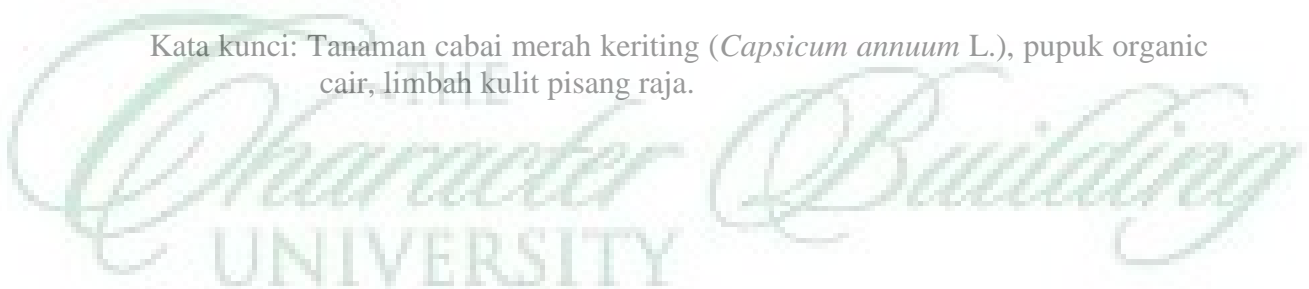 Kata kunci: Tanaman cabai merah keriting (Capsicum annuum L.), pupuk organic
cair, limbah kulit pisang raja.
THE
Character Building
UNIVERSITY